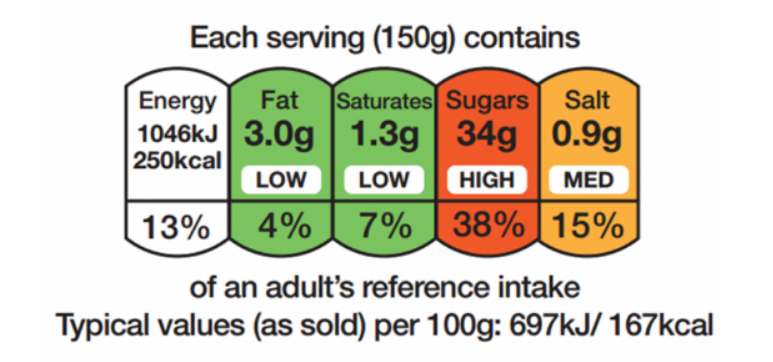 Each serving (150g) contains
Energy Fat Saturates Sugars Salt
1046kJ 250kcal 3.0g 1.3g 34g 0.9g
LOW LOW HIGH MED
13% 4% 7% 38% 15%
of an adult's reference intake
Typical values (as sold) per 100g: 697kJ/ 167kcal